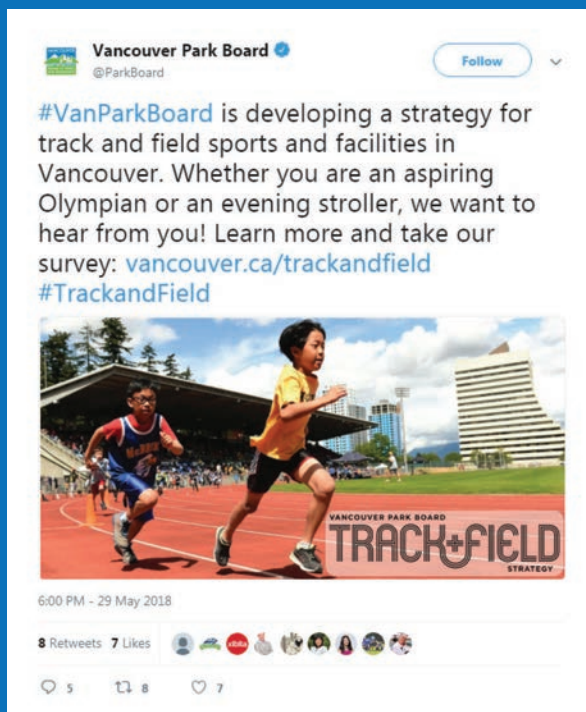 Vancouver Park Board
@ParkBoard
Follow
#VanParkBoard is developing a strategy for
track and field sports and facilities in
Vancouver. Whether you are an aspiring
Olympian or an evening stroller, we want to
hear from you! Learn more and take our
survey: vancouver.ca/trackandfield
#TrackandField
VANCOUVER PARK BOARD
TRACK+FIELD
STRATEGY
6:00 PM - 29 May 2018
8 Retweets 7 Likes
5 8 7